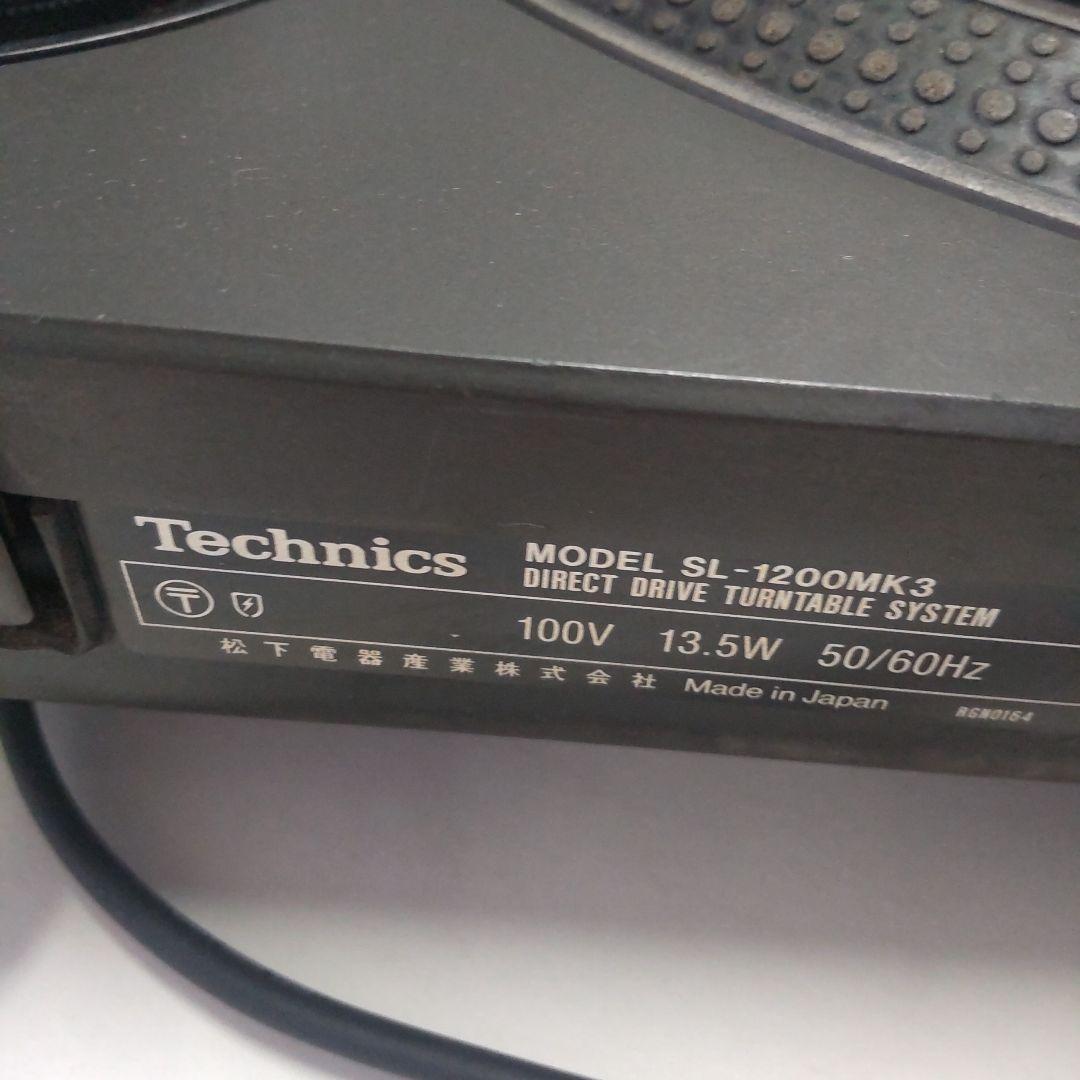 Technics
MODEL SL-1200MK3
DIRECT DRIVE TURNTABLE SYSTEM
100V 13.5W 50/60Hz
松下電器産業株式会社 Made in Japan RGN0164